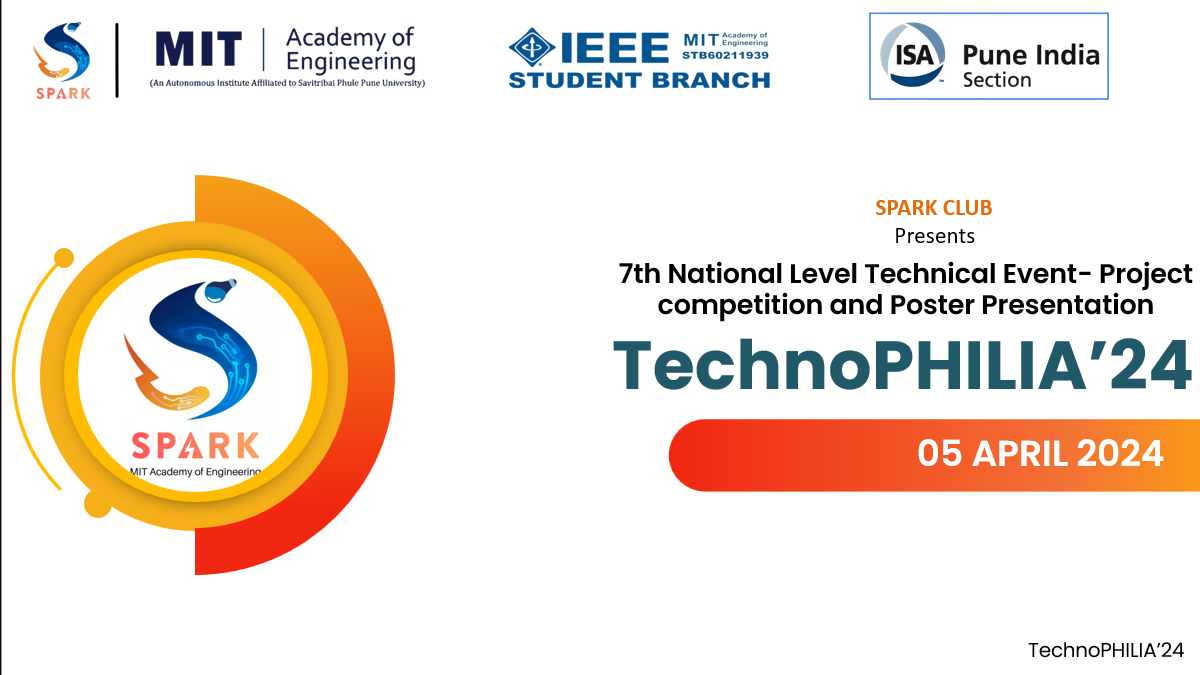 SPARK
MIT
Academy of
Engineering
(An Autonomous Institute Affiliated to Savitribai Phule Pune University)
IEEE
MIT Academy of
Engineering
STB60211939
STUDENT BRANCH
ISA
Pune India
Section
SPARK CLUB
Presents
7th National Level Technical Event- Project
competition and Poster Presentation
TechnoPHILIA’24
05 APRIL 2024
SPARK
MIT Academy of Engineering
TechnoPHILIA’24